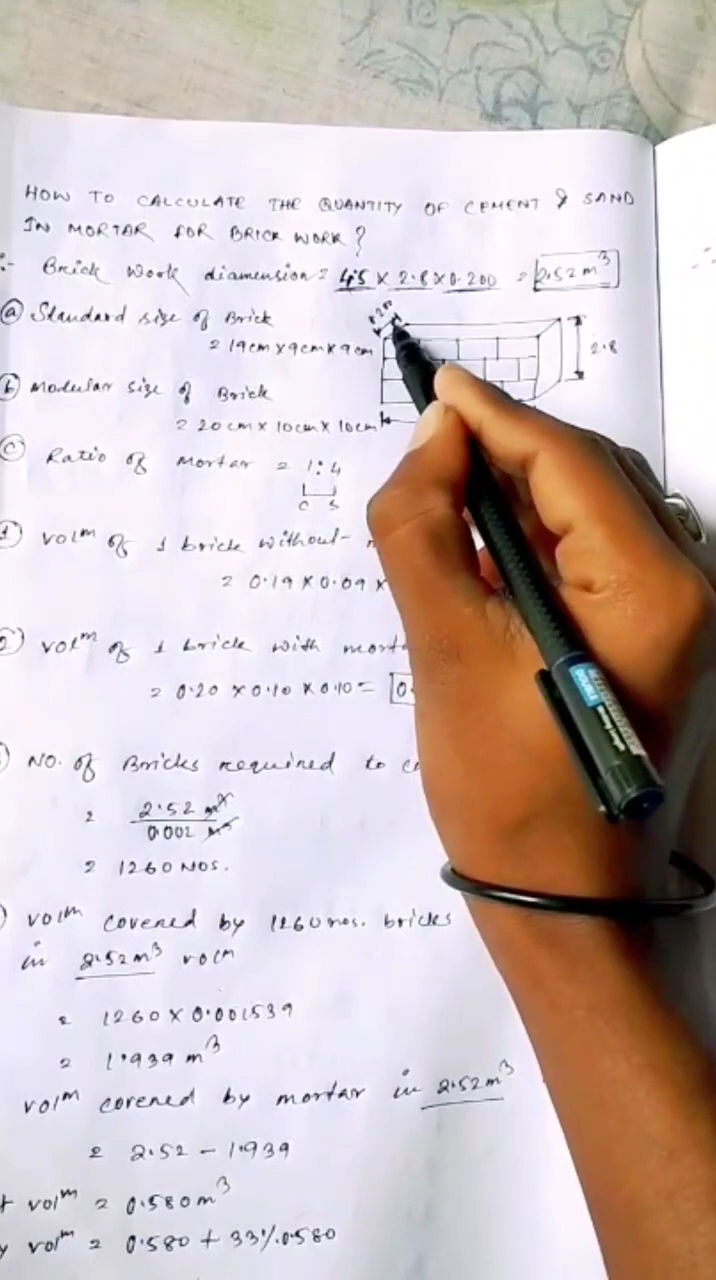 HOW TO CALCULATE THE QUANTITY OF CEMENT & SAND
IN MORTAR FOR BRICK WORK?
:- Brick Work diamension = 4.5 × 2.8 × 0.200 = 2.52 m³
(a) Standard size of Brick
= 19cm × 9cm × 9cm
2.8
(b) Modular size of Brick
= 20cm × 10cm × 10cm
(c) Ratio of mortar = 1:4
C S
volm of 1 brick without
= 0.19 × 0.09 ×
2) volm of 1 brick with
= 0.20 × 0.10 × 0.10 = 0.
) NO. of Bricks required to
= 2.52 m³
0.002 m³
= 1260 NOS.
) volm covered by 1260 nos. bricks
in 2.52m³ volm
= 1260 × 0.001539
= 1.939 m³
volm covered by mortar in 2.52m³
= 2.52 - 1.939
volm = 0.580m³
volm = 0.580 + 33% 0.580
DOUBLE